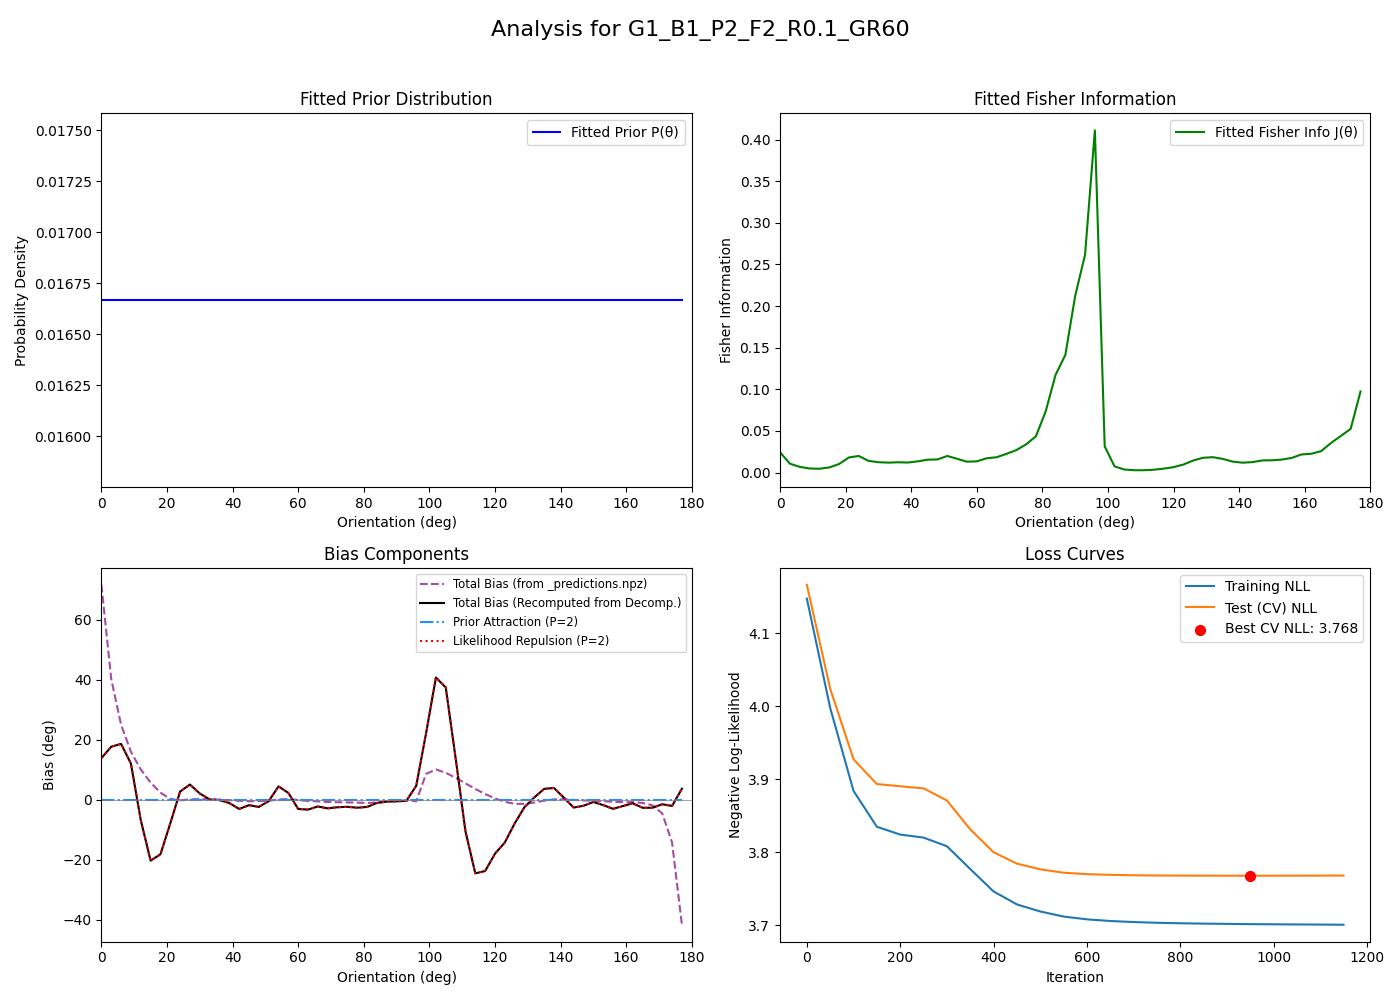 Analysis for G1_B1_P2_F2_R0.1_GR60
Fitted Prior Distribution
Fitted Prior P(θ)
Probability Density
0.01750
0.01725
0.01700
0.01675
0.01650
0.01625
0.01600
0 20 40 60 80 100 120 140 160 180
Orientation (deg)
Fitted Fisher Information
Fitted Fisher Info J(θ)
Fisher Information
0.40
0.35
0.30
0.25
0.20
0.15
0.10
0.05
0.00
0 20 40 60 80 100 120 140 160 180
Orientation (deg)
Bias Components
Total Bias (from _predictions.npz)
Total Bias (Recomputed from Decomp.)
Prior Attraction (P=2)
Likelihood Repulsion (P=2)
Bias (deg)
60
40
20
0
−20
−40
0 20 40 60 80 100 120 140 160 180
Orientation (deg)
Loss Curves
Training NLL
Test (CV) NLL
Best CV NLL: 3.768
Negative Log-Likelihood
4.1
4.0
3.9
3.8
3.7
0 200 400 600 800 1000 1200
Iteration